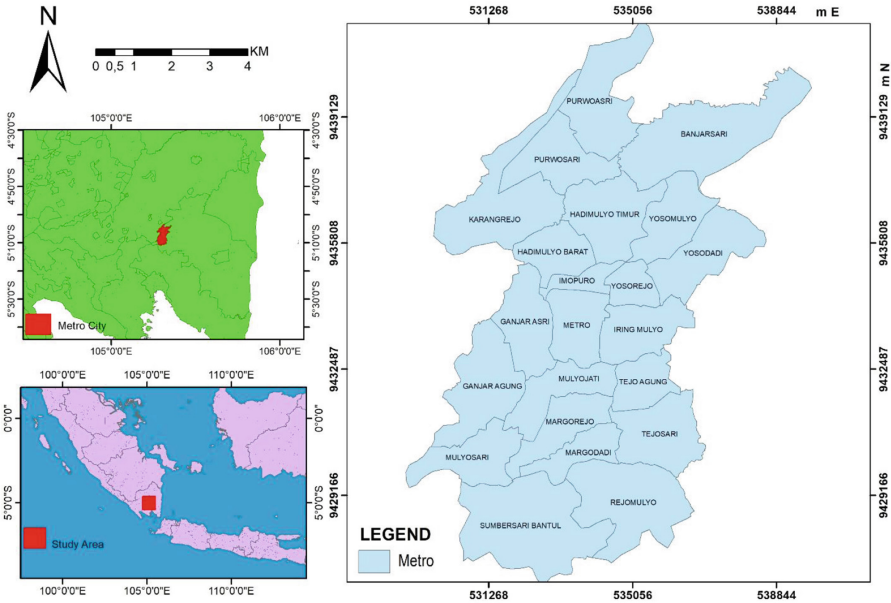 N
KM
0 0,5 1 2 3 4
105°0'0"E 106°0'0"E
4°30'0"S 4°30'0"S
4°50'0"S 4°50'0"S
5°10'0"S 5°10'0"S
5°30'0"S 5°30'0"S
Metro City
105°0'0"E 106°0'0"E
100°0'0"E 105°0'0"E 110°0'0"E
0°0'0" 0°0'0"
5°0'0"S 5°0'0"S
Study Area
100°0'0"E 105°0'0"E 110°0'0"E
531268 535056 538844 m E
m N
9439129 9439129
9435808 9435808
9432487 9432487
9429166 9429166
PURWOASRI
BANJARSARI
PURWOSARI
KARANGREJO
HADIMULYO TIMUR
YOSOMULYO
HADIMULYO BARAT
YOSODADI
IMOPURO
YOSOREJO
GANJAR ASRI
METRO
IRING MULYO
GANJAR AGUNG
MULYOJATI
TEJO AGUNG
MARGOREJO
TEJOSARI
MULYOSARI
MARGODADI
REJOMULYO
SUMBERSARI BANTUL
LEGEND
Metro
531268 535056 538844